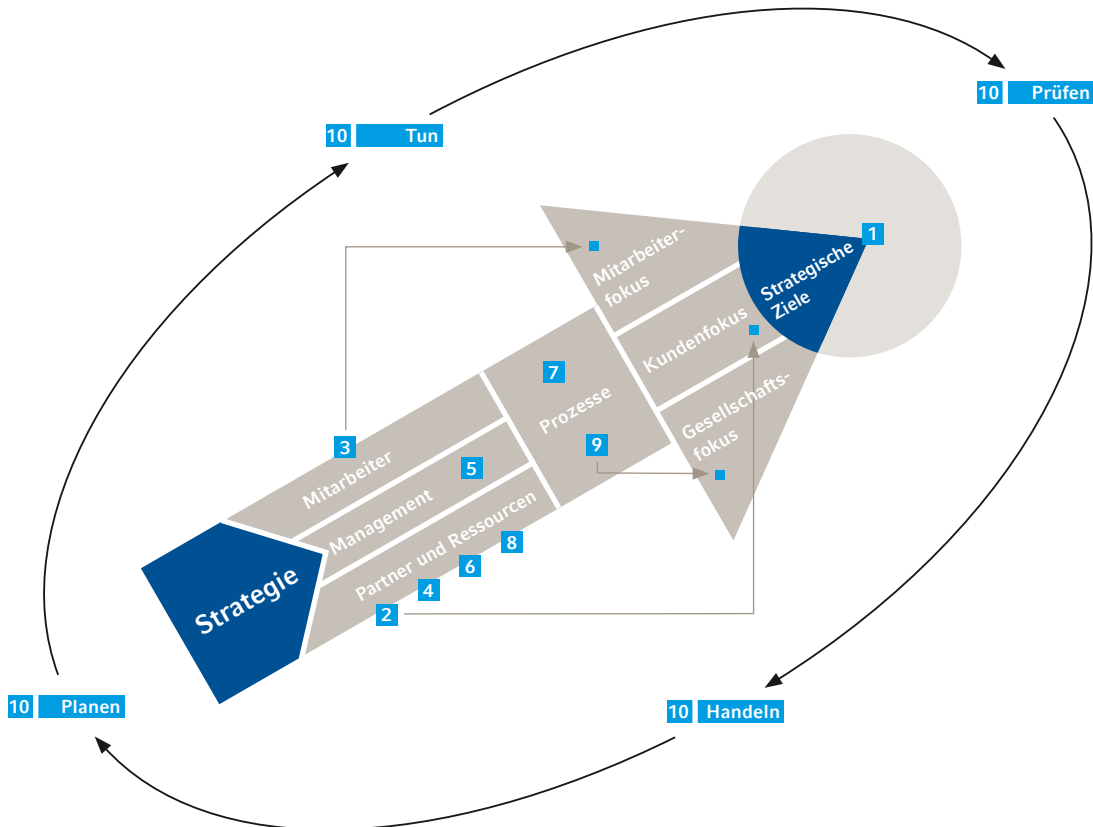 10 Prüfen
10 Tun
1
Mitarbeiter-
fokus
Strategische
Ziele
Kundenfokus
7
Prozesse
Gesellschafts-
fokus
9
3
Mitarbeiter
5
Management
Partner und Ressourcen
8
6
4
2
Strategie
10 Planen
10 Handeln